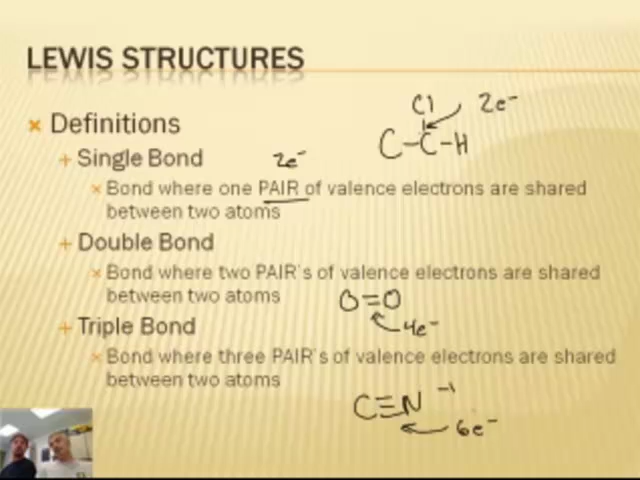 LEWIS STRUCTURES
Definitions
Single Bond
2e⁻
Bond where one PAIR of valence electrons are shared
between two atoms
Cl
2e⁻
C-C-H
Double Bond
Bond where two PAIR's of valence electrons are shared
between two atoms
O=O
4e⁻
Triple Bond
Bond where three PAIR's of valence electrons are shared
between two atoms
C≡N ⁻¹
6e⁻